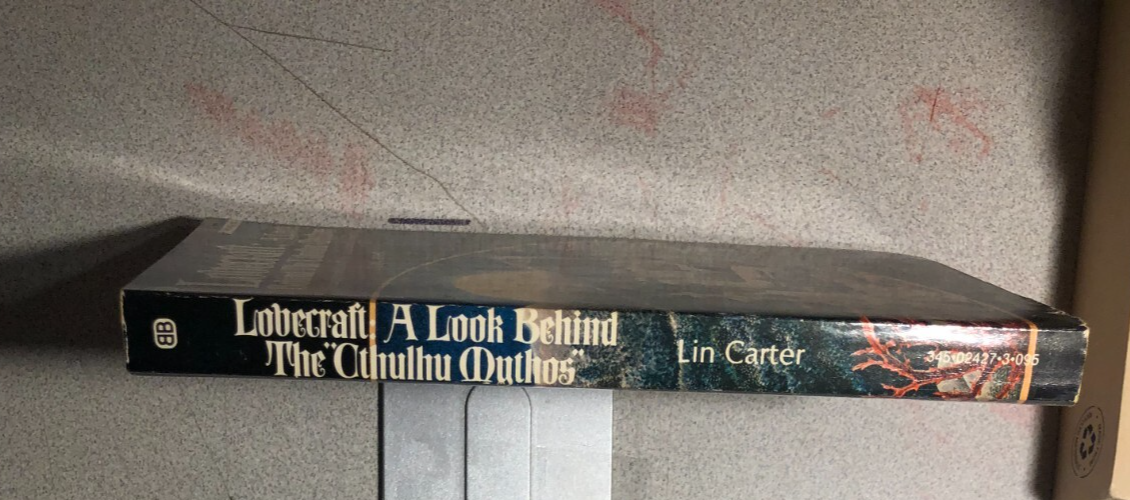 BB
Lovecraft: A Look Behind
The "Cthulhu Mythos"
Lin Carter
345•02427•3•095